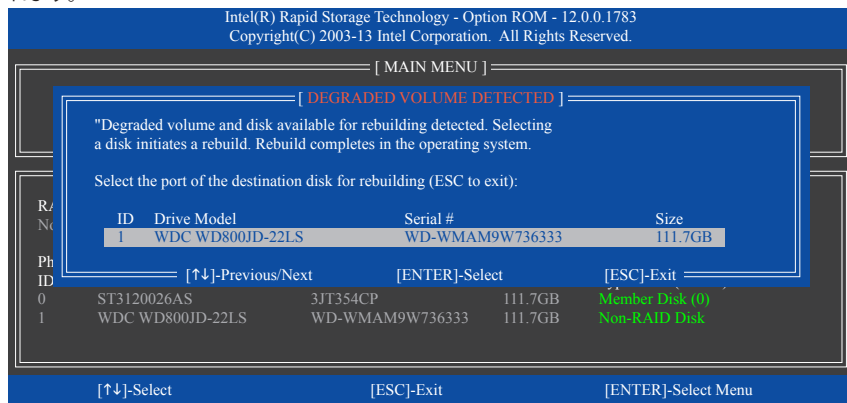 Intel(R) Rapid Storage Technology - Option ROM - 12.0.0.1783
Copyright(C) 2003-13 Intel Corporation. All Rights Reserved.
[ MAIN MENU ]
[ DEGRADED VOLUME DETECTED ]
"Degraded volume and disk available for rebuilding detected. Selecting
a disk initiates a rebuild. Rebuild completes in the operating system.
Select the port of the destination disk for rebuilding (ESC to exit):
ID Drive Model Serial # Size
1 WDC WD800JD-22LS WD-WMAM9W736333 111.7GB
[↑↓]-Previous/Next [ENTER]-Select [ESC]-Exit
ID
0 ST3120026AS 3JT354CP 111.7GB Member Disk (0)
1 WDC WD800JD-22LS WD-WMAM9W736333 111.7GB Non-RAID Disk
[↑↓]-Select [ESC]-Exit [ENTER]-Select Menu